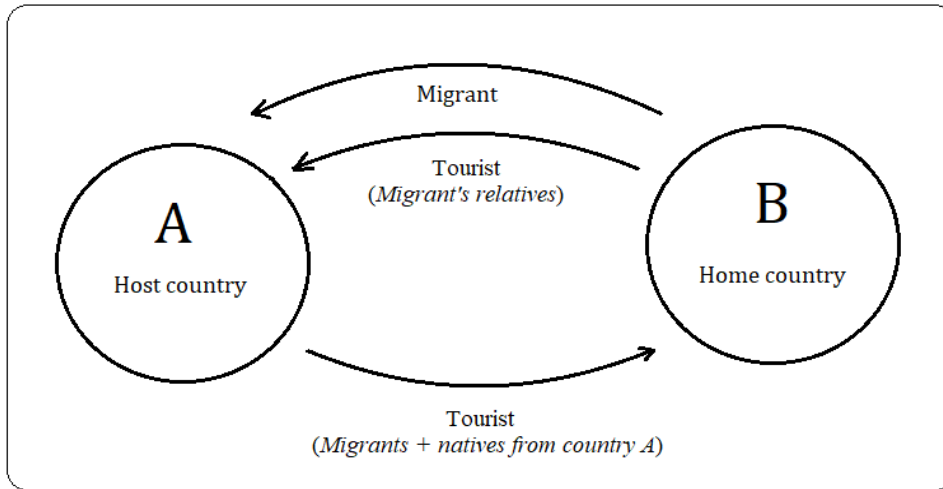 Migrant
Tourist
(Migrant's relatives)
A
Host country
B
Home country
Tourist
(Migrants + natives from country A)